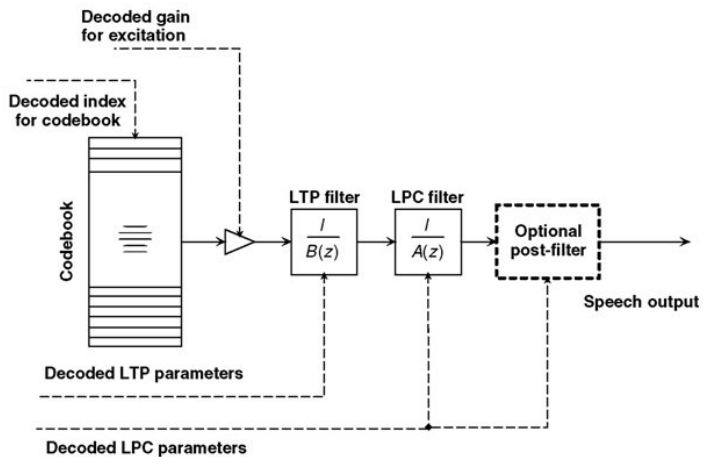 Decoded gain
for excitation
Decoded index
for codebook
Codebook
LTP filter
I
B(z)
LPC filter
I
A(z)
Optional
post-filter
Speech output
Decoded LTP parameters
Decoded LPC parameters